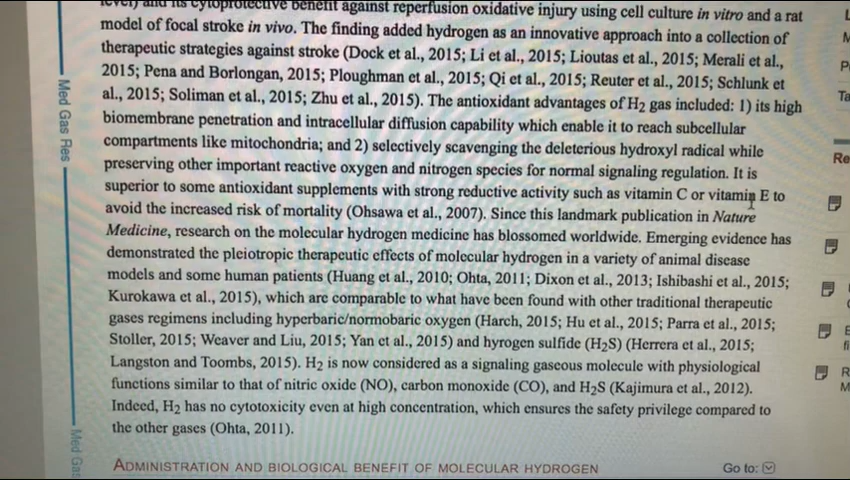 level) and its cytoprotective benefit against reperfusion oxidative injury using cell culture in vitro and a rat
model of focal stroke in vivo. The finding added hydrogen as an innovative approach into a collection of
therapeutic strategies against stroke (Dock et al., 2015; Li et al., 2015; Lioutas et al., 2015; Merali et al.,
2015; Pena and Borlongan, 2015; Ploughman et al., 2015; Qi et al., 2015; Reuter et al., 2015; Schlunk et
al., 2015; Soliman et al., 2015; Zhu et al., 2015). The antioxidant advantages of H2 gas included: 1) its high
biomembrane penetration and intracellular diffusion capability which enable it to reach subcellular
compartments like mitochondria; and 2) selectively scavenging the deleterious hydroxyl radical while
preserving other important reactive oxygen and nitrogen species for normal signaling regulation. It is
superior to some antioxidant supplements with strong reductive activity such as vitamin C or vitamin E to
avoid the increased risk of mortality (Ohsawa et al., 2007). Since this landmark publication in Nature
Medicine, research on the molecular hydrogen medicine has blossomed worldwide. Emerging evidence has
demonstrated the pleiotropic therapeutic effects of molecular hydrogen in a variety of animal disease
models and some human patients (Huang et al., 2010; Ohta, 2011; Dixon et al., 2013; Ishibashi et al., 2015;
Kurokawa et al., 2015), which are comparable to what have been found with other traditional therapeutic
gases regimens including hyperbaric/normobaric oxygen (Harch, 2015; Hu et al., 2015; Parra et al., 2015;
Stoller, 2015; Weaver and Liu, 2015; Yan et al., 2015) and hyrogen sulfide (H2S) (Herrera et al., 2015;
Langston and Toombs, 2015). H2 is now considered as a signaling gaseous molecule with physiological
functions similar to that of nitric oxide (NO), carbon monoxide (CO), and H2S (Kajimura et al., 2012).
Indeed, H2 has no cytotoxicity even at high concentration, which ensures the safety privilege compared to
the other gases (Ohta, 2011).
ADMINISTRATION AND BIOLOGICAL BENEFIT OF MOLECULAR HYDROGEN
Go to:
Med Gas Res
Med Gas
Re